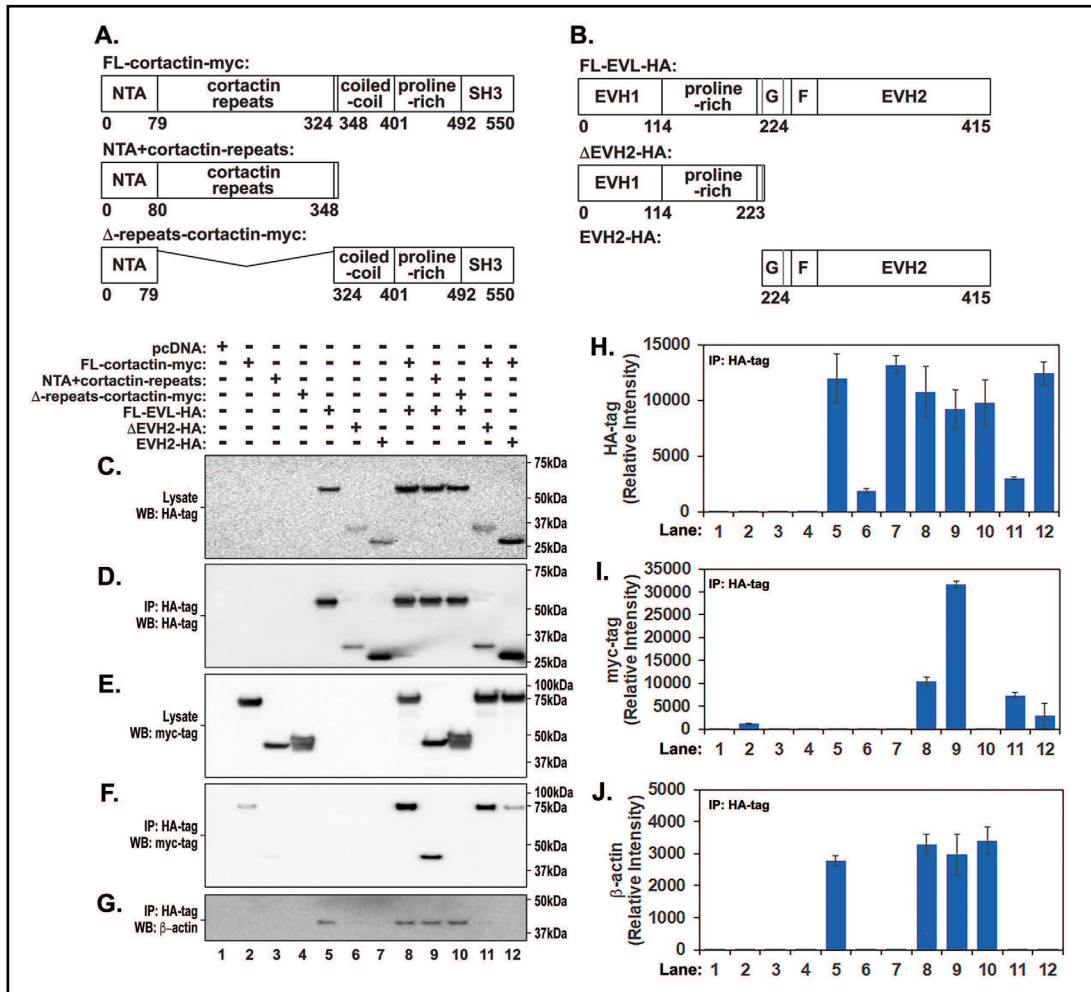 A.
FL-cortactin-myc:
NTA cortactin repeats coiled-coil proline-rich SH3
0 79 324 348 401 492 550
NTA+cortactin-repeats:
NTA cortactin repeats
0 80 348
Δ-repeats-cortactin-myc:
NTA coiled-coil proline-rich SH3
0 79 324 401 492 550
B.
FL-EVL-HA:
EVH1 proline-rich G F EVH2
0 114 224 415
ΔEVH2-HA:
EVH1 proline-rich
0 114 223
EVH2-HA:
G F EVH2
224 415
pcDNA: + - - - - - - - - - - -
FL-cortactin-myc: - + - - - - - + - - + +
NTA+cortactin-repeats: - - + - - - - - + - - -
Δ-repeats-cortactin-myc: - - - + - - - - - + - -
FL-EVL-HA: - - - - + - - + + + - -
ΔEVH2-HA: - - - - - + - - - - + -
EVH2-HA: - - - - - - + - - - - +
C.
Lysate
WB: HA-tag
75kDa
50kDa
37kDa
25kDa
D.
IP: HA-tag
WB: HA-tag
75kDa
50kDa
37kDa
25kDa
E.
Lysate
WB: myc-tag
100kDa
75kDa
50kDa
37kDa
F.
IP: HA-tag
WB: myc-tag
100kDa
75kDa
50kDa
37kDa
G.
IP: HA-tag
WB: β-actin
50kDa
37kDa
1 2 3 4 5 6 7 8 9 10 11 12
H.
IP: HA-tag
HA-tag
(Relative Intensity)
15000
10000
5000
0
Lane: 1 2 3 4 5 6 7 8 9 10 11 12
I.
IP: HA-tag
myc-tag
(Relative Intensity)
35000
30000
25000
20000
15000
10000
5000
0
Lane: 1 2 3 4 5 6 7 8 9 10 11 12
J.
IP: HA-tag
β-actin
(Relative Intensity)
4000
3000
2000
1000
0
Lane: 1 2 3 4 5 6 7 8 9 10 11 12